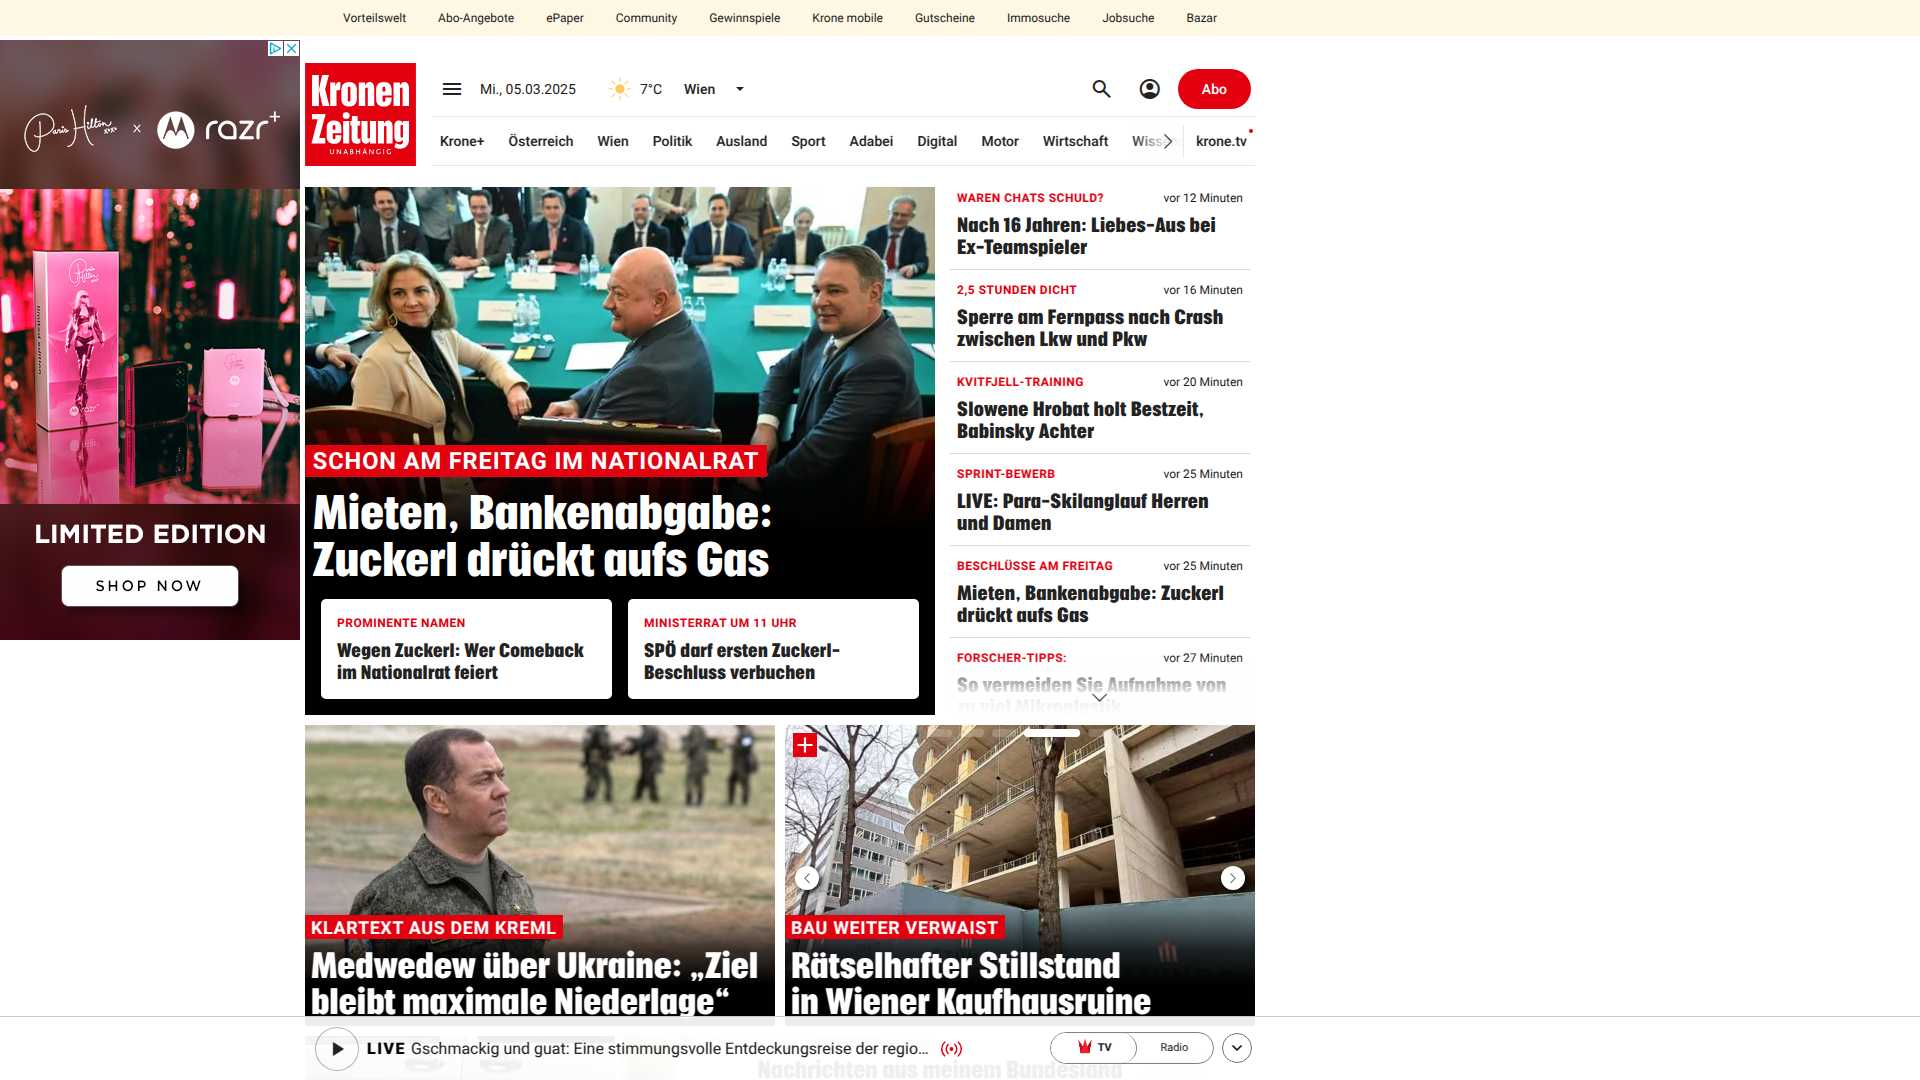 Vorteilswelt Abo-Angebote ePaper Community Gewinnspiele Krone mobile Gutscheine Immosuche Jobsuche Bazar
Paris Hilton x razr+
LIMITED EDITION
SHOP NOW
Kronen
Zeitung
UNABHÄNGIG
Mi., 05.03.2025 7°C Wien
Abo
Krone+ Österreich Wien Politik Ausland Sport Adabei Digital Motor Wirtschaft krone.tv
SCHON AM FREITAG IM NATIONALRAT
Mieten, Bankenabgabe:
Zuckerl drückt aufs Gas
PROMINENTE NAMEN
Wegen Zuckerl: Wer Comeback
im Nationalrat feiert
MINISTERRAT UM 11 UHR
SPÖ darf ersten Zuckerl-
Beschluss verbuchen
WAREN CHATS SCHULD? vor 12 Minuten
Nach 16 Jahren: Liebes-Aus bei
Ex-Teamspieler
2,5 STUNDEN DICHT vor 16 Minuten
Sperre am Fernpass nach Crash
zwischen Lkw und Pkw
KVITFJELL-TRAINING vor 20 Minuten
Slowene Hrobat holt Bestzeit,
Babinsky Achter
SPRINT-BEWERB vor 25 Minuten
LIVE: Para-Skilanglauf Herren
und Damen
BESCHLÜSSE AM FREITAG vor 25 Minuten
Mieten, Bankenabgabe: Zuckerl
drückt aufs Gas
FORSCHER-TIPPS: vor 27 Minuten
So vermeiden Sie Aufnahme von
zu viel Mikroplastik
KLARTEXT AUS DEM KREML
Medwedew über Ukraine: „Ziel
bleibt maximale Niederlage“
BAU WEITER VERWAIST
Rätselhafter Stillstand
in Wiener Kaufhausruine
LIVE Gschmackig und guat: Eine stimmungsvolle Entdeckungsreise der regio...
TV Radio
Nachrichten aus meinem Bundesland